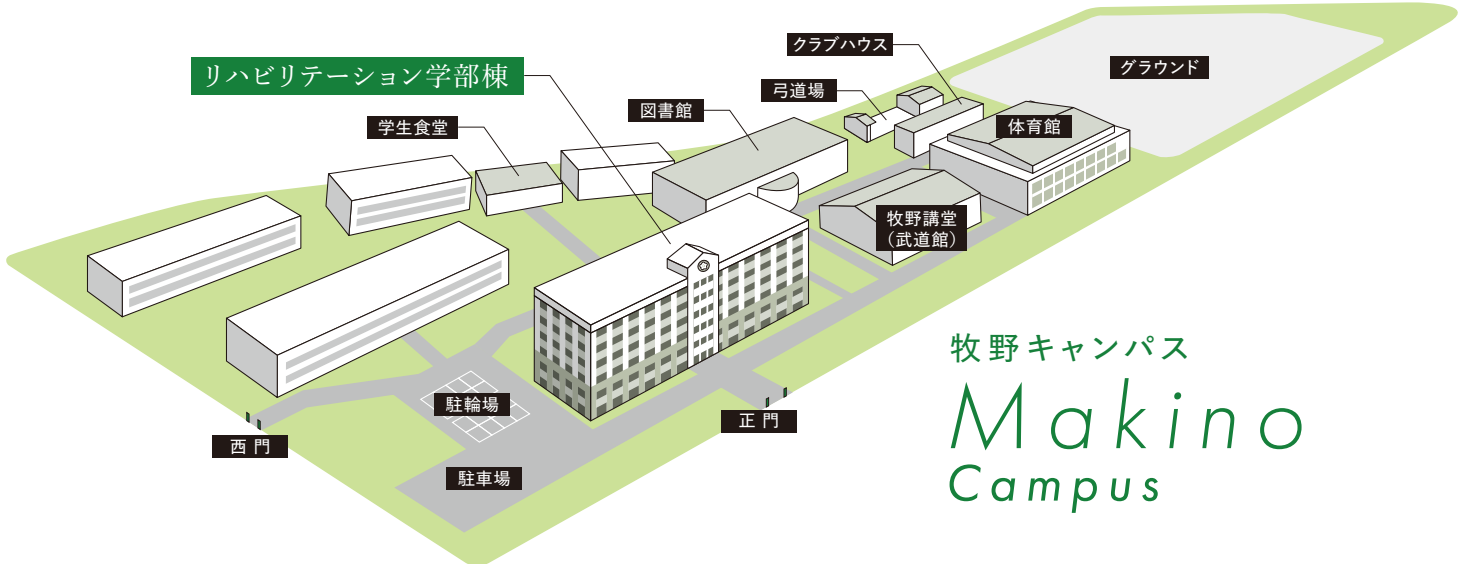 クラブハウス
グラウンド
リハビリテーション学部棟
弓道場
図書館
学生食堂
体育館
牧野講堂
(武道館)
牧野キャンパス
Makino
Campus
駐輪場
正門
西門
駐車場